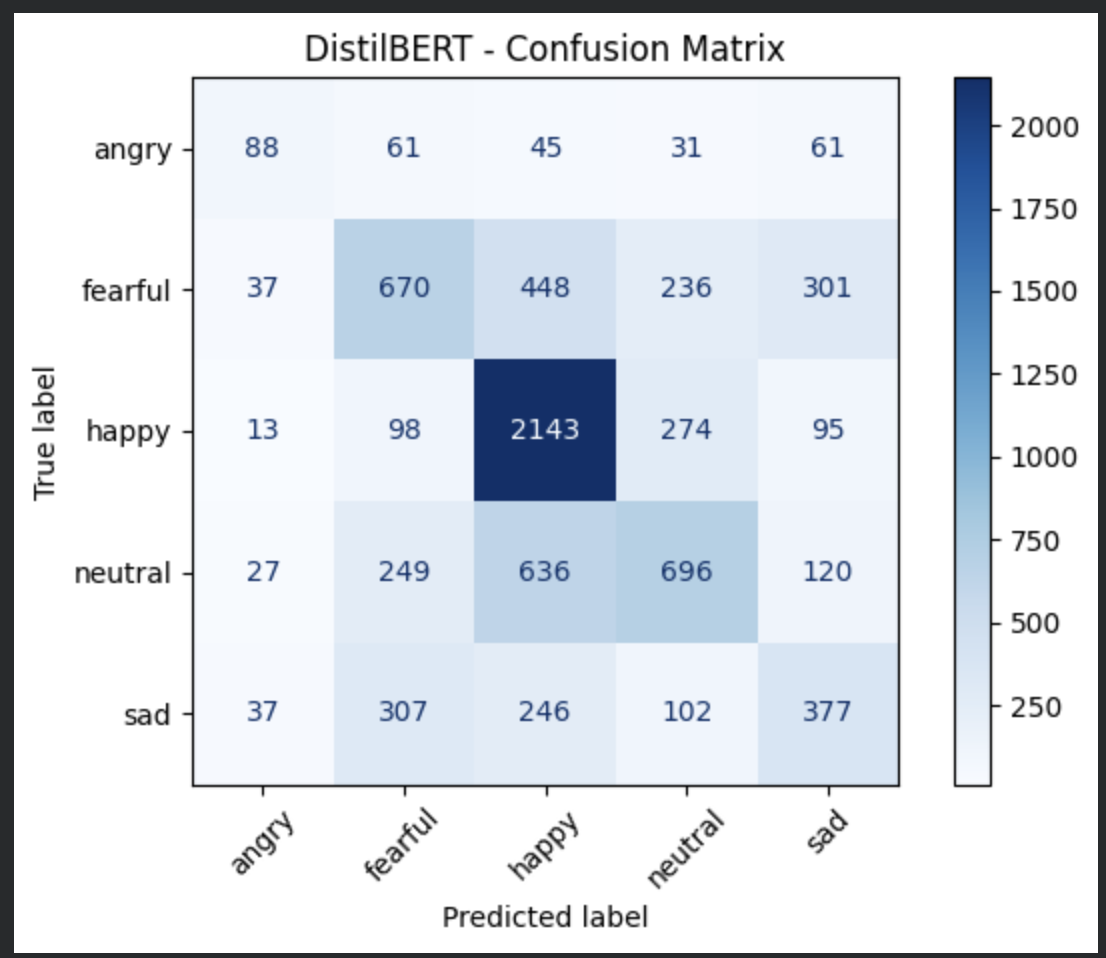 DistilBERT - Confusion Matrix
angry 88 61 45 31 61
fearful 37 670 448 236 301
happy 13 98 2143 274 95
neutral 27 249 636 696 120
sad 37 307 246 102 377
angry fearful happy neutral sad
Predicted label
True label
2000
1750
1500
1250
1000
750
500
250